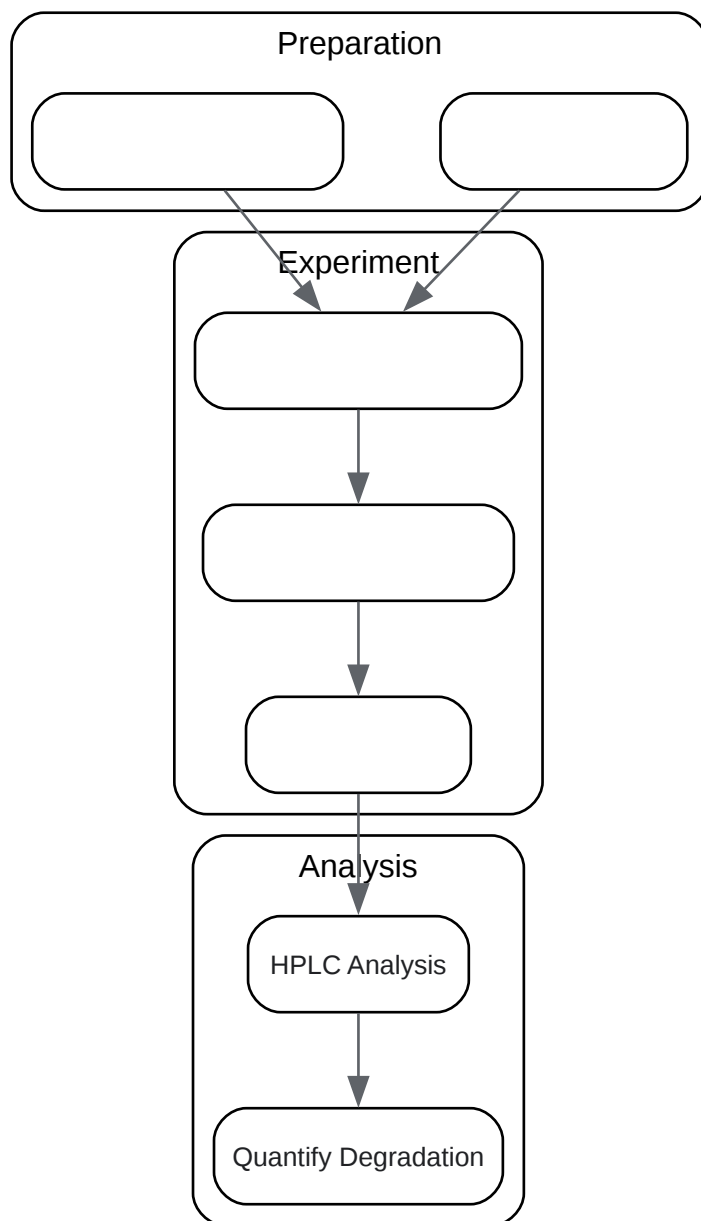 Preparation
Experiment
Analysis
HPLC Analysis
Quantify Degradation